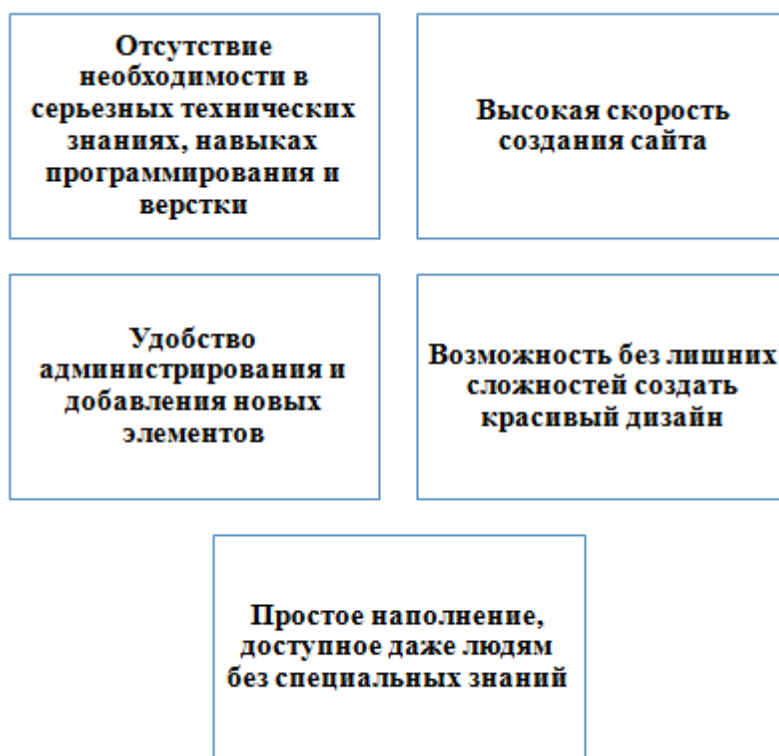 Отсутствие
необходимости в
серьезных технических
знаниях, навыках
программирования и
верстки
Высокая скорость
создания сайта
Удобство
администрирования и
добавления новых
элементов
Возможность без лишних
сложностей создать
красивый дизайн
Простое наполнение,
доступное даже людям
без специальных знаний